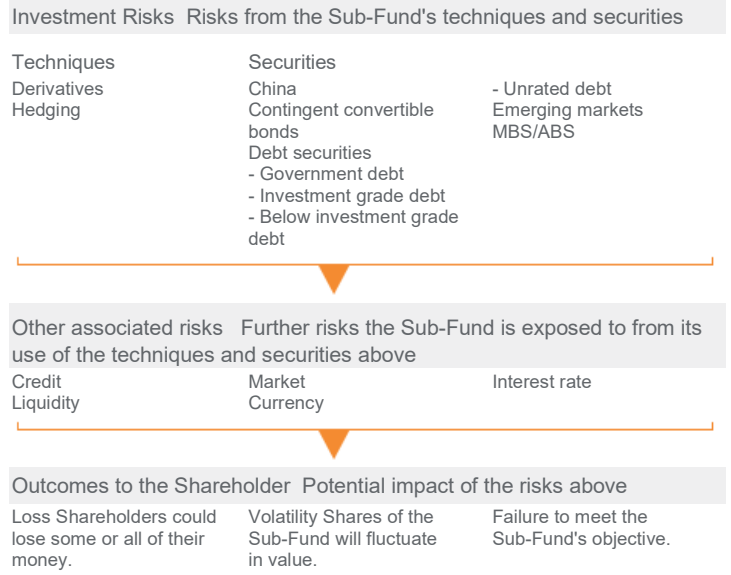 Investment Risks Risks from the Sub-Fund's techniques and securities
Techniques
Derivatives
Hedging
Securities
China
Contingent convertible
bonds
Debt securities
- Government debt
- Investment grade debt
- Below investment grade
debt
- Unrated debt
Emerging markets
MBS/ABS
Other associated risks Further risks the Sub-Fund is exposed to from its
use of the techniques and securities above
Credit
Liquidity
Market
Currency
Interest rate
Outcomes to the Shareholder Potential impact of the risks above
Loss Shareholders could
lose some or all of their
money.
Volatility Shares of the
Sub-Fund will fluctuate
in value.
Failure to meet the
Sub-Fund's objective.